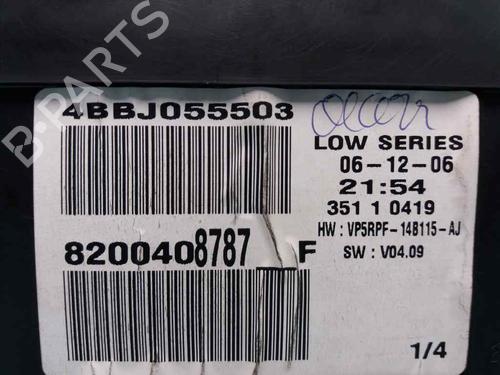 4BBJ055503
LOW SERIES
06-12-06
21:54
351 1 0419
HW : VP5RPF-14B115-AJ
SW : V04.09
8200408787__F
1/4
B-PARTS